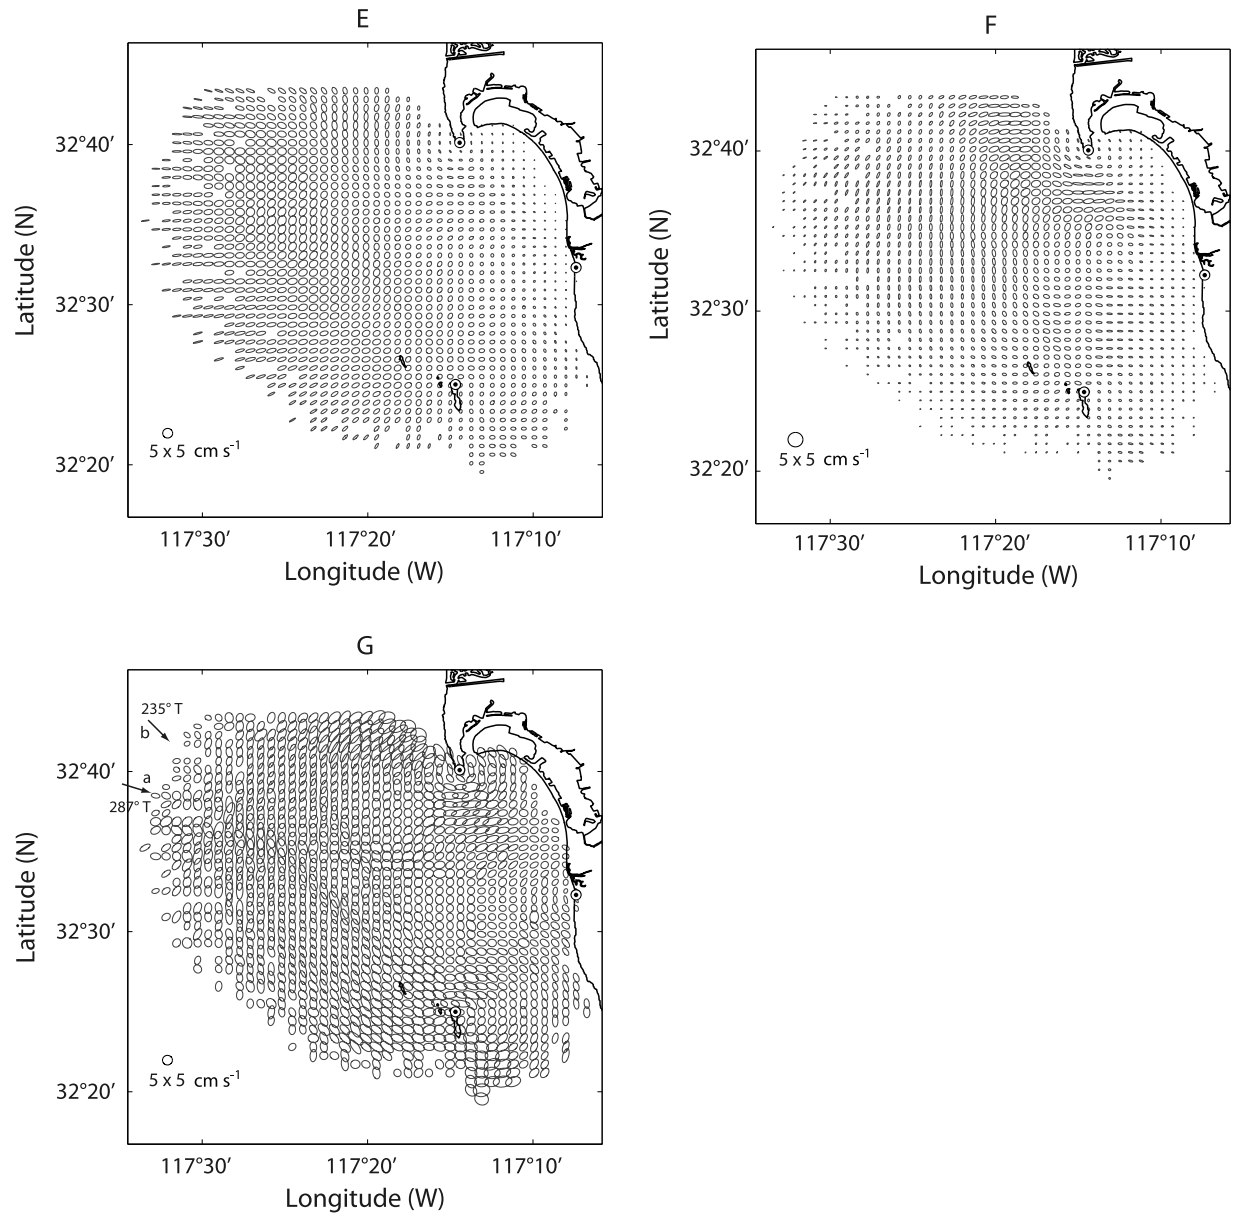 E
Latitude (N)
32°40′
32°30′
32°20′
5 x 5 cm s⁻¹
117°30′
117°20′
117°10′
Longitude (W)
F
Latitude (N)
32°40′
32°30′
32°20′
5 x 5 cm s⁻¹
117°30′
117°20′
117°10′
Longitude (W)
G
Latitude (N)
235° T
b
32°40′
a
287° T
32°30′
32°20′
5 x 5 cm s⁻¹
117°30′
117°20′
117°10′
Longitude (W)